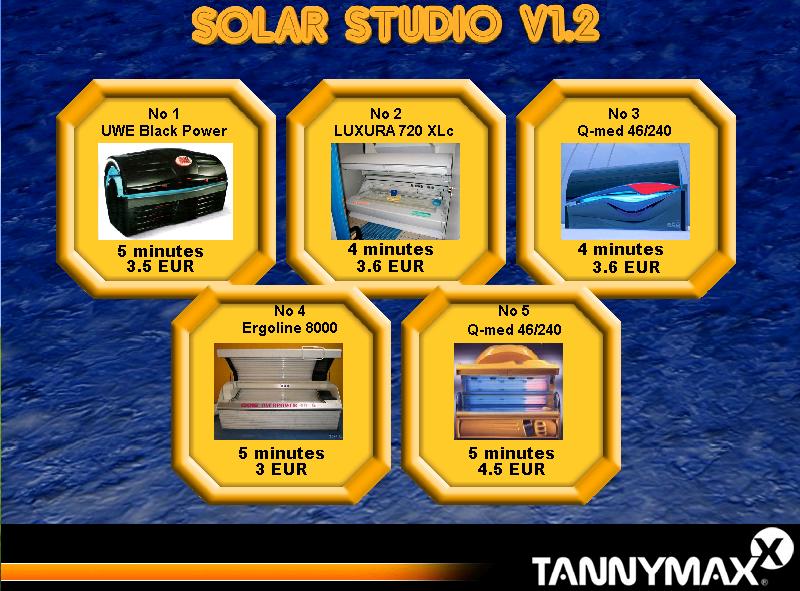 SOLAR STUDIO V1.2
No 1
UWE Black Power
5 minutes
3.5 EUR
No 2
LUXURA 720 XLc
4 minutes
3.6 EUR
No 3
Q-med 46/240
4 minutes
3.6 EUR
No 4
Ergoline 8000
5 minutes
3 EUR
No 5
Q-med 46/240
5 minutes
4.5 EUR
TANNYMAXX®